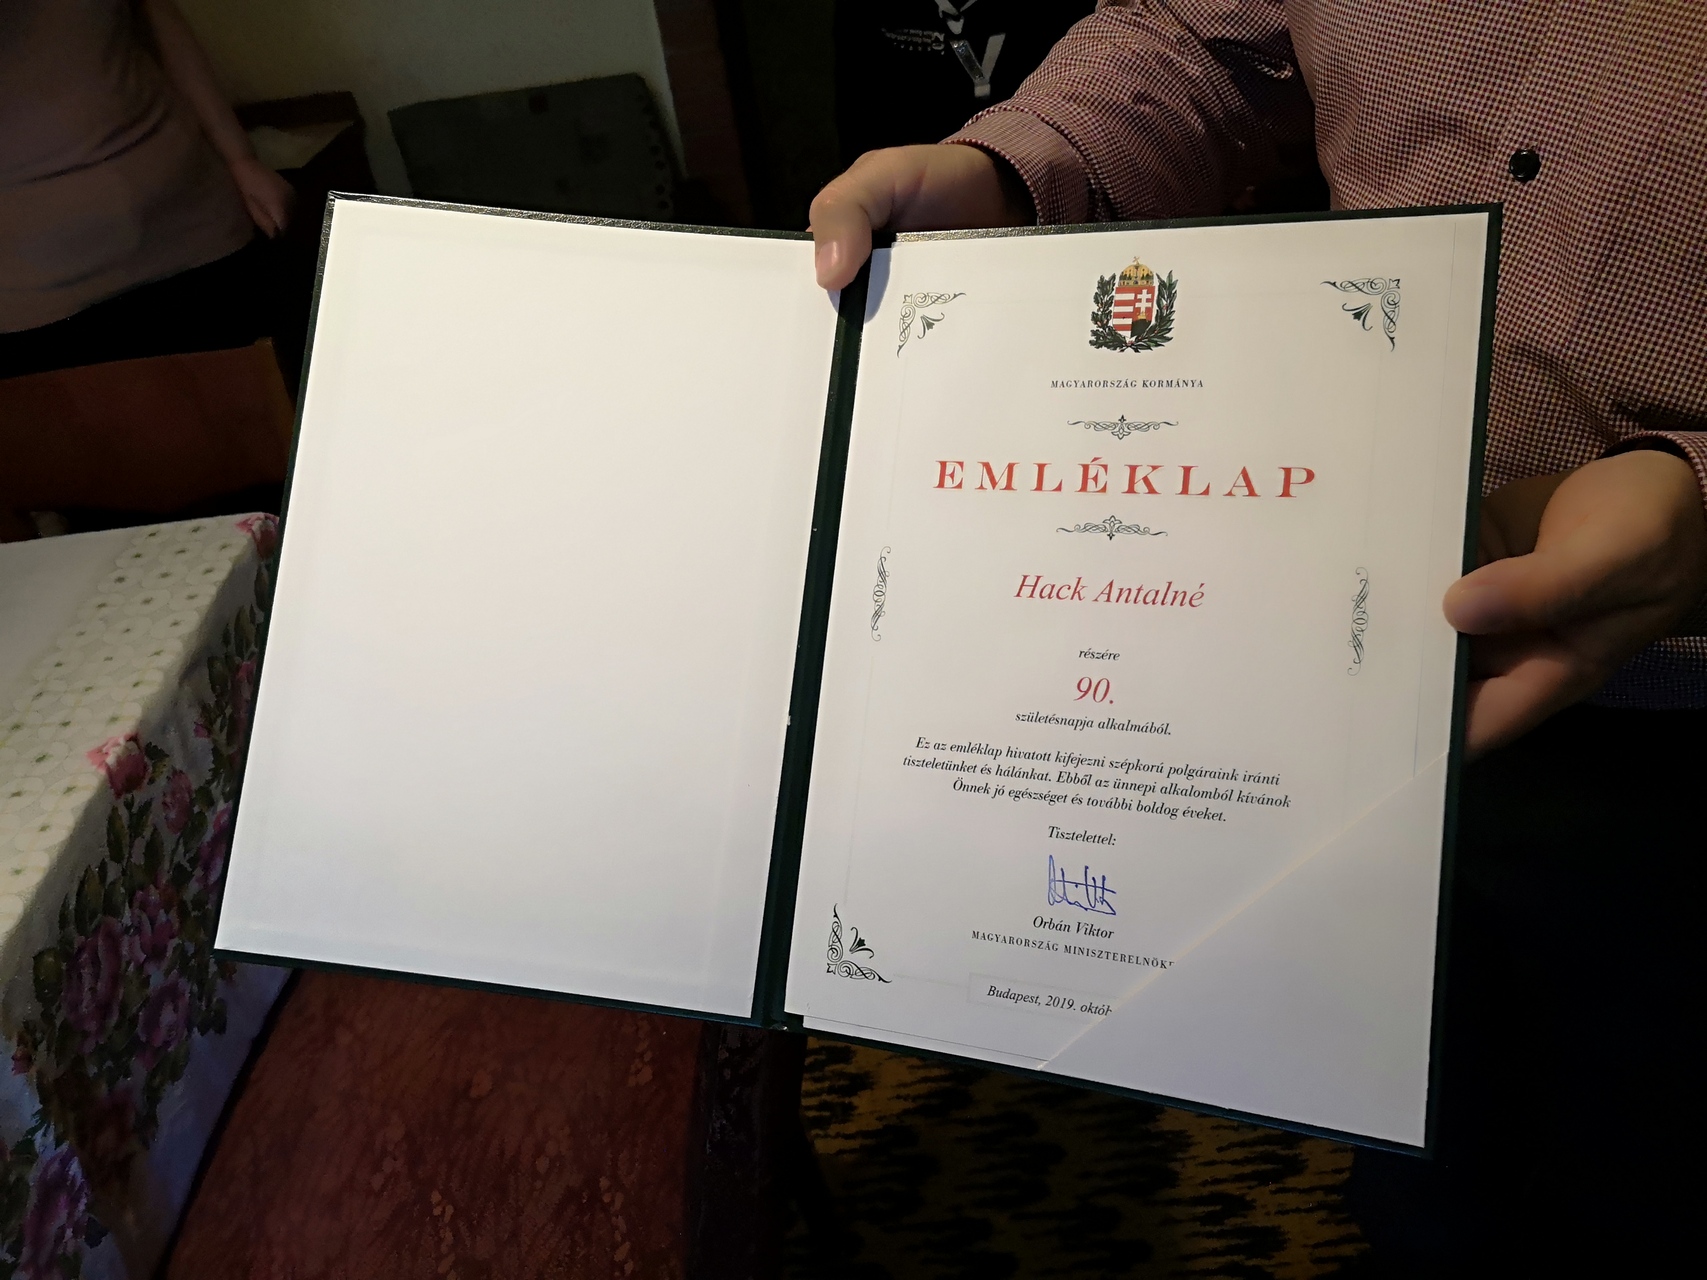 MAGYARORSZÁG KORMÁNYA
EMLÉKLAP
Hack Antalné
részére
90.
születésnapja alkalmából.
Ez az emléklap hivatott kifejezni szépkorú polgáraink iránti
tiszteletünket és hálánkat. Ebből az ünnepi alkalomból kívánok
Önnek jó egészséget és további boldog éveket.
Tisztelettel:
Orbán Viktor
MAGYARORSZÁG MINISZTERELNÖKE
Budapest, 2019. októb